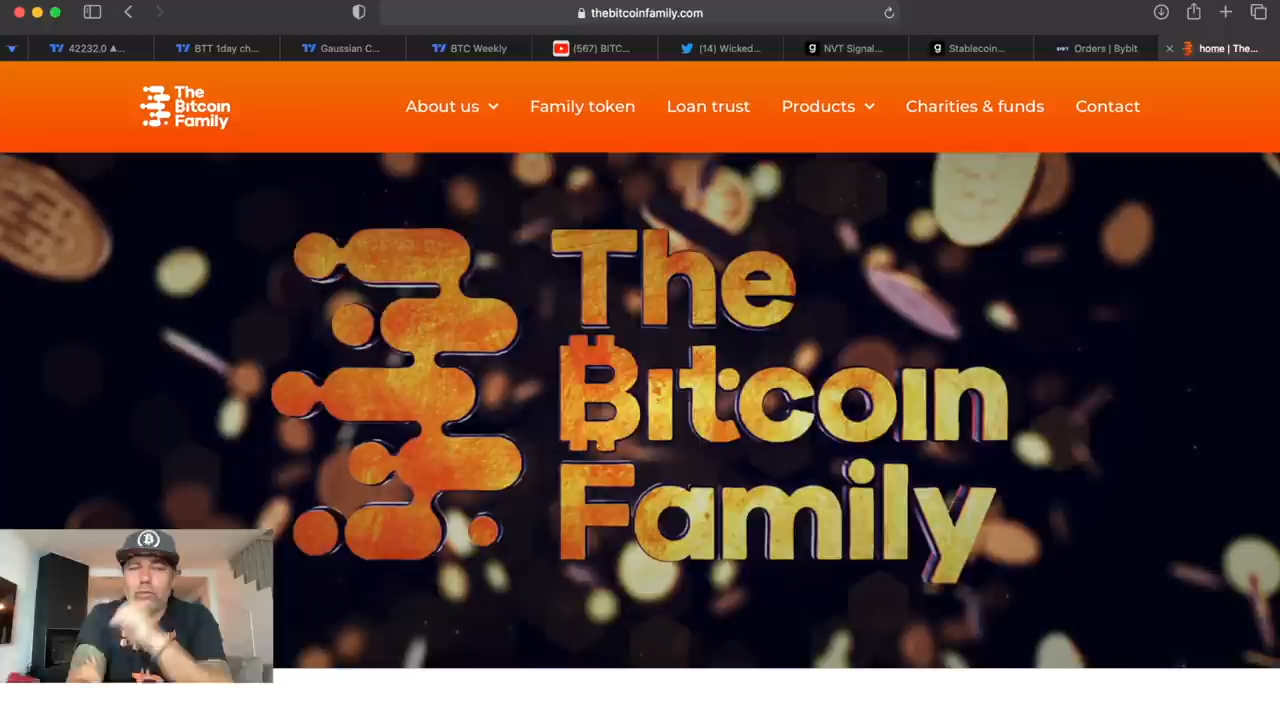 thebitcoinfamily.com
42232.0 ▲...
BTT 1day ch...
Gaussian C...
BTC Weekly
(567) BITC...
(14) Wicked...
NVT Signal...
Stablecoin...
Orders | Bybit
home | The...
The
Bitcoin
Family
About us
Family token
Loan trust
Products
Charities & funds
Contact
The
Bitcoin
Family